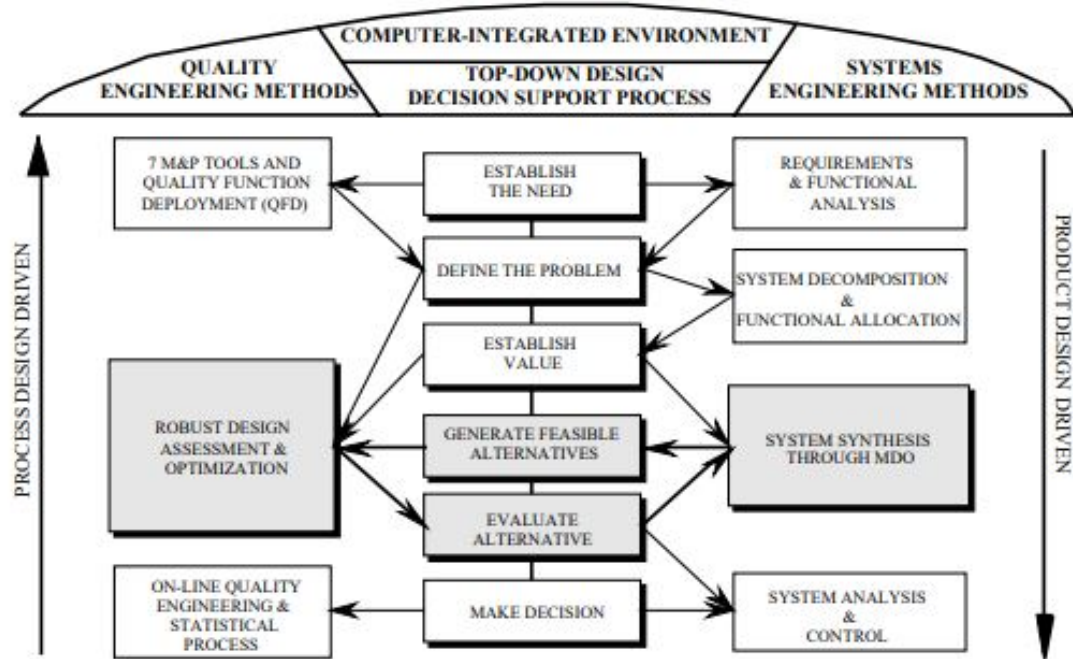 COMPUTER-INTEGRATED ENVIRONMENT
QUALITY
ENGINEERING METHODS
TOP-DOWN DESIGN
DECISION SUPPORT PROCESS
SYSTEMS
ENGINEERING METHODS
PROCESS DESIGN DRIVEN
7 M&P TOOLS AND
QUALITY FUNCTION
DEPLOYMENT (QFD)
ROBUST DESIGN
ASSESSMENT &
OPTIMIZATION
ON-LINE QUALITY
ENGINEERING &
STATISTICAL
PROCESS
ESTABLISH
THE NEED
DEFINE THE PROBLEM
ESTABLISH
VALUE
GENERATE FEASIBLE
ALTERNATIVES
EVALUATE
ALTERNATIVE
MAKE DECISION
REQUIREMENTS
& FUNCTIONAL
ANALYSIS
SYSTEM DECOMPOSITION
&
FUNCTIONAL ALLOCATION
SYSTEM SYNTHESIS
THROUGH MDO
SYSTEM ANALYSIS
&
CONTROL
PRODUCT DESIGN DRIVEN